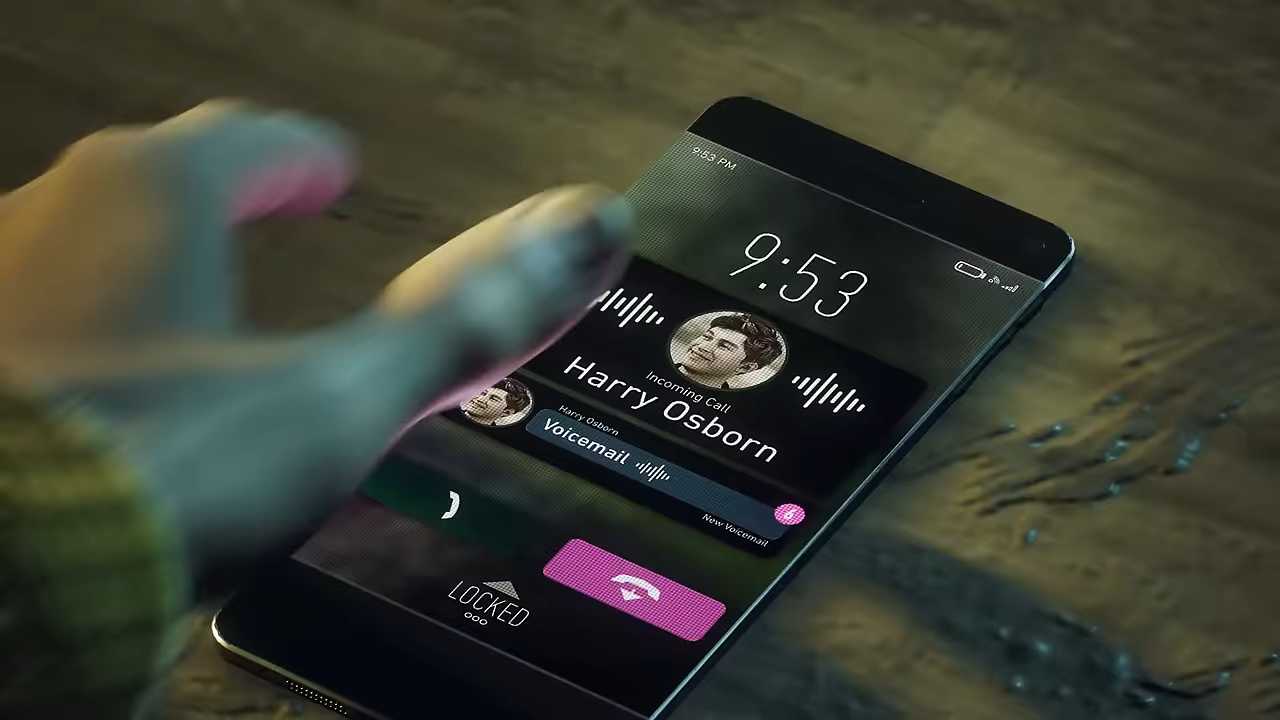 9:53 PM
9:53
Incoming Call
Harry Osborn
Harry Osborn
Voicemail
6
New Voicemail
LOCKED